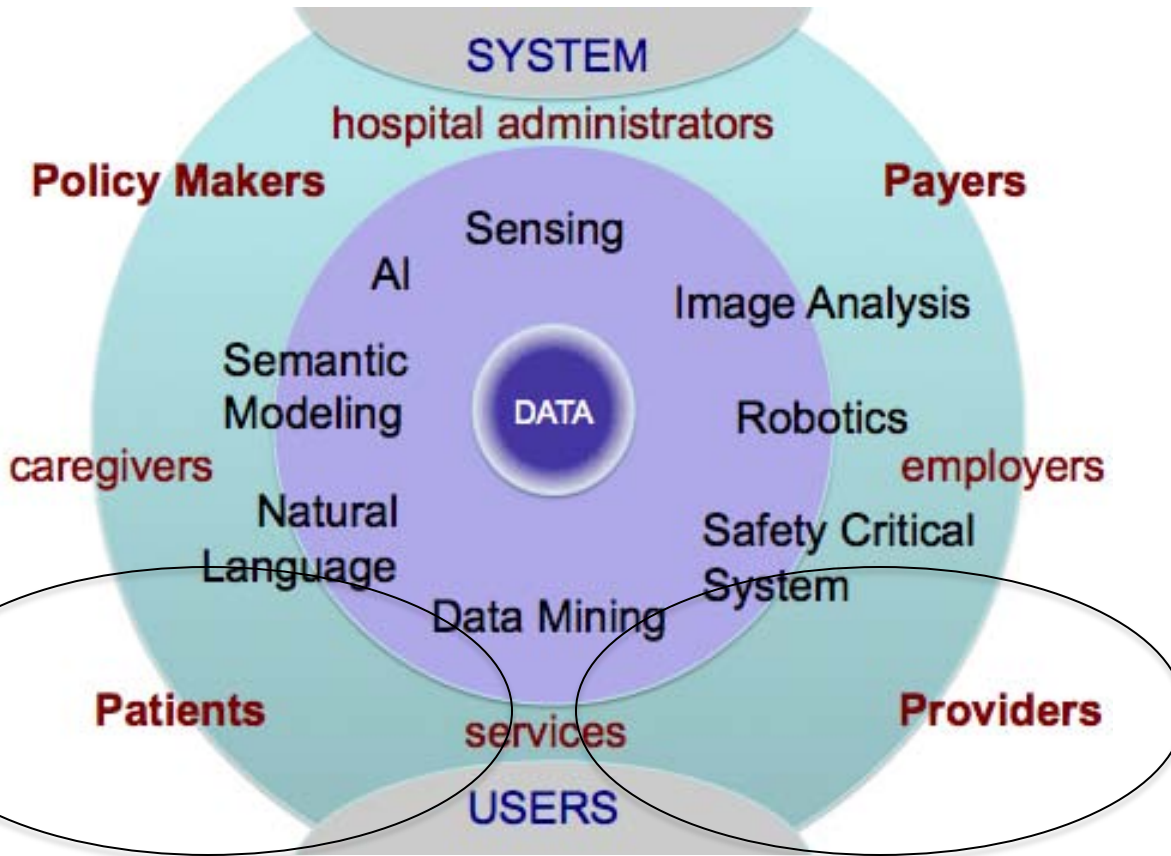 SYSTEM
hospital administrators
Policy Makers
Payers
Sensing
AI
Image Analysis
Semantic
Modeling
DATA
Robotics
caregivers
employers
Natural
Language
Safety Critical
System
Data Mining
Patients
services
Providers
USERS